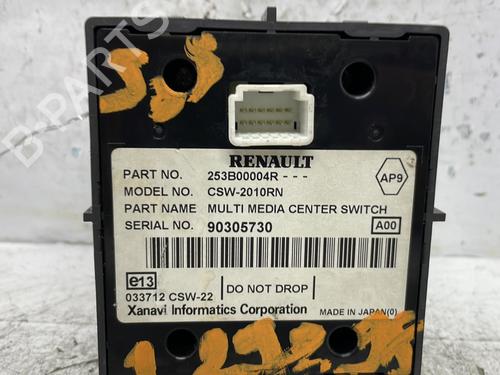 RENAULT
PART NO. 253B00004R - - -
MODEL NO. CSW-2010RN
PART NAME MULTI MEDIA CENTER SWITCH
SERIAL NO. 90305730
AP9
A00
e13
033712 CSW-22
DO NOT DROP
Xanavi Informatics Corporation
MADE IN JAPAN(0)
B-PARTS